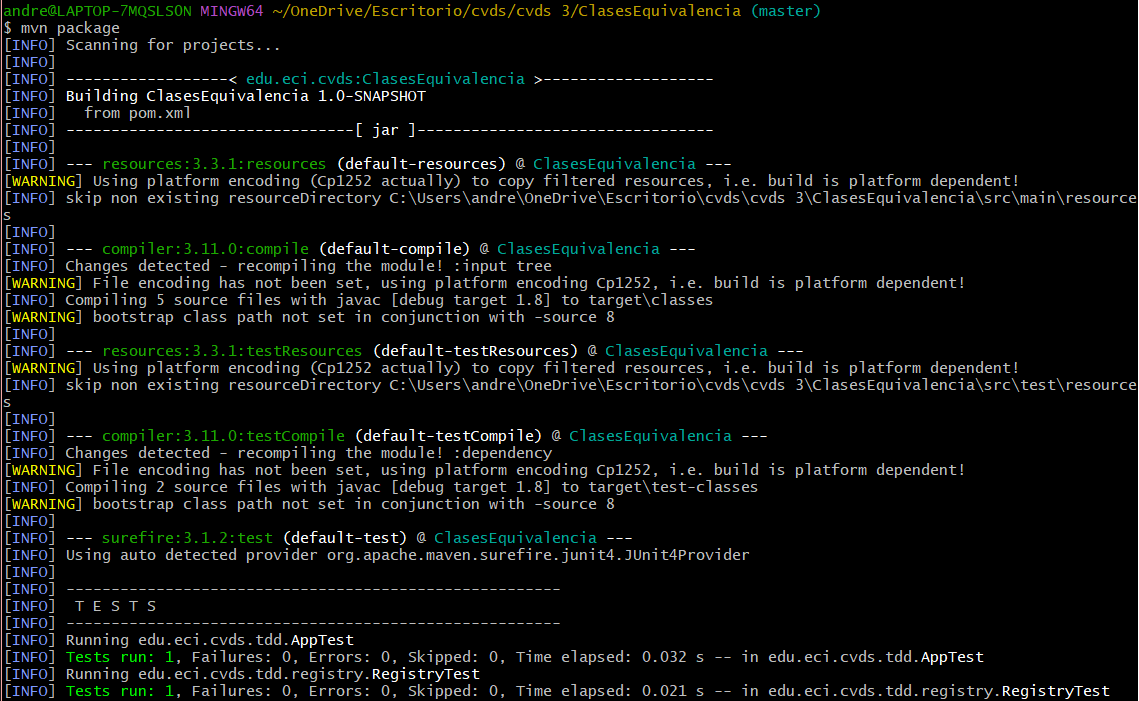 andre@LAPTOP-7MQSLS0N MINGW64 ~/OneDrive/Escritorio/cvds/cvds 3/ClasesEquivalencia (master)
$ mvn package
[INFO] Scanning for projects...
[INFO]
[INFO] ------------------< edu.eci.cvds:ClasesEquivalencia >-------------------
[INFO] Building ClasesEquivalencia 1.0-SNAPSHOT
[INFO]   from pom.xml
[INFO] --------------------------------[ jar ]---------------------------------
[INFO]
[INFO] --- resources:3.3.1:resources (default-resources) @ ClasesEquivalencia ---
[WARNING] Using platform encoding (Cp1252 actually) to copy filtered resources, i.e. build is platform dependent!
[INFO] skip non existing resourceDirectory C:\Users\andre\OneDrive\Escritorio\cvds\cvds 3\ClasesEquivalencia\src\main\resource
s
[INFO]
[INFO] --- compiler:3.11.0:compile (default-compile) @ ClasesEquivalencia ---
[INFO] Changes detected - recompiling the module! :input tree
[WARNING] File encoding has not been set, using platform encoding Cp1252, i.e. build is platform dependent!
[INFO] Compiling 5 source files with javac [debug target 1.8] to target\classes
[WARNING] bootstrap class path not set in conjunction with -source 8
[INFO]
[INFO] --- resources:3.3.1:testResources (default-testResources) @ ClasesEquivalencia ---
[WARNING] Using platform encoding (Cp1252 actually) to copy filtered resources, i.e. build is platform dependent!
[INFO] skip non existing resourceDirectory C:\Users\andre\OneDrive\Escritorio\cvds\cvds 3\ClasesEquivalencia\src\test\resource
s
[INFO]
[INFO] --- compiler:3.11.0:testCompile (default-testCompile) @ ClasesEquivalencia ---
[INFO] Changes detected - recompiling the module! :dependency
[WARNING] File encoding has not been set, using platform encoding Cp1252, i.e. build is platform dependent!
[INFO] Compiling 2 source files with javac [debug target 1.8] to target\test-classes
[WARNING] bootstrap class path not set in conjunction with -source 8
[INFO]
[INFO] --- surefire:3.1.2:test (default-test) @ ClasesEquivalencia ---
[INFO] Using auto detected provider org.apache.maven.surefire.junit4.JUnit4Provider
[INFO]
[INFO] -------------------------------------------------------
[INFO]  T E S T S
[INFO] -------------------------------------------------------
[INFO] Running edu.eci.cvds.tdd.AppTest
[INFO] Tests run: 1, Failures: 0, Errors: 0, Skipped: 0, Time elapsed: 0.032 s -- in edu.eci.cvds.tdd.AppTest
[INFO] Running edu.eci.cvds.tdd.registry.RegistryTest
[INFO] Tests run: 1, Failures: 0, Errors: 0, Skipped: 0, Time elapsed: 0.021 s -- in edu.eci.cvds.tdd.registry.RegistryTest